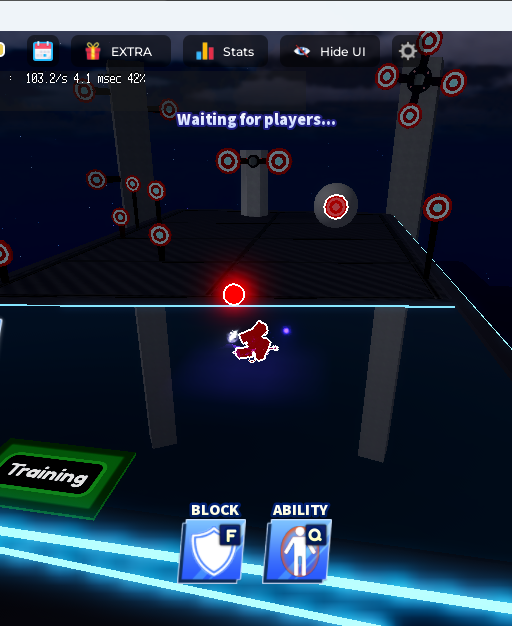 EXTRA
Stats
Hide UI
: 103.2/s 4.1 msec 42%
Waiting for players...
Training
BLOCK
ABILITY
F
Q